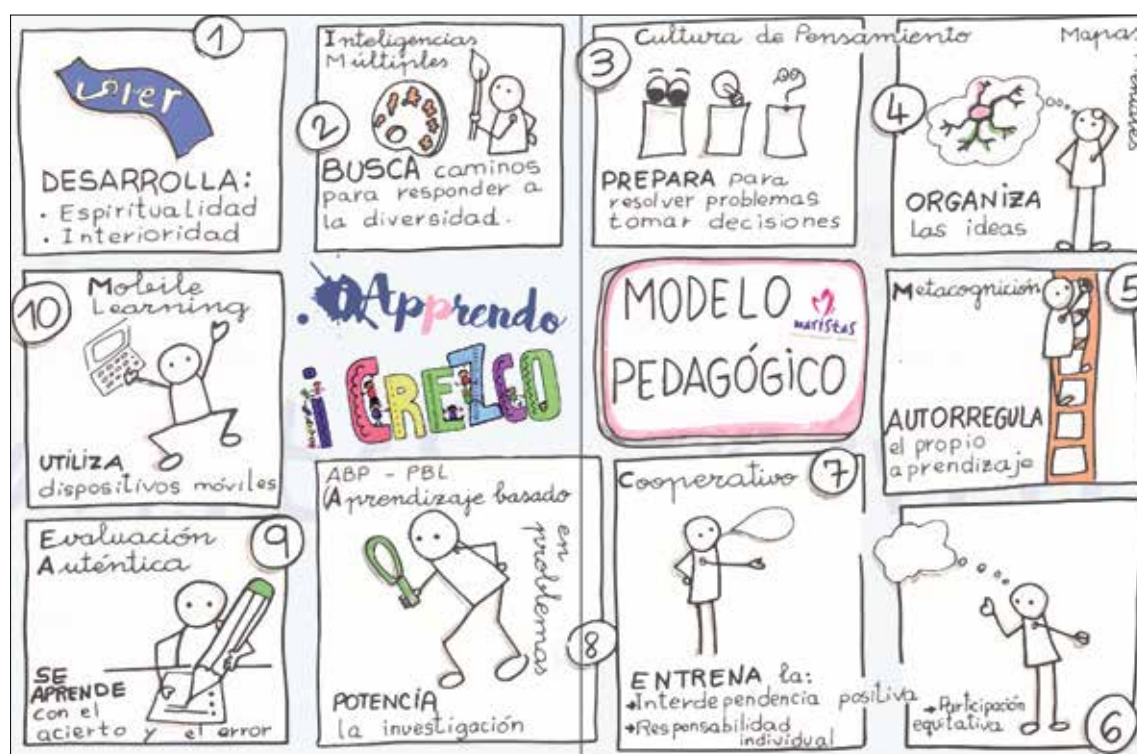 1
DESARROLLA:
. Espiritualidad
. Interioridad
Inteligencias
Múltiples
2
BUSCA caminos
para responder a
la diversidad.
3
Cultura de Pensamiento
PREPARA para
resolver problemas
tomar decisiones
Mapas
4
ORGANIZA
las ideas
Metacognición
5
AUTORREGULA
el propio
aprendizaje
6
→Participación
equitativa
Cooperativo
7
ENTRENA la:
→Interdependencia positiva
→Responsabilidad
individual
8
ABP - PBL
(Aprendizaje basado
en
problemas
POTENCIA
la investigación
9
Evaluación
Auténtica
SE
APRENDE
con el
acierto y el error
10
Mobile
Learning
UTILIZA
dispositivos móviles
Apprendo
i CREZCO
MODELO
maristas
PEDAGÓGICO